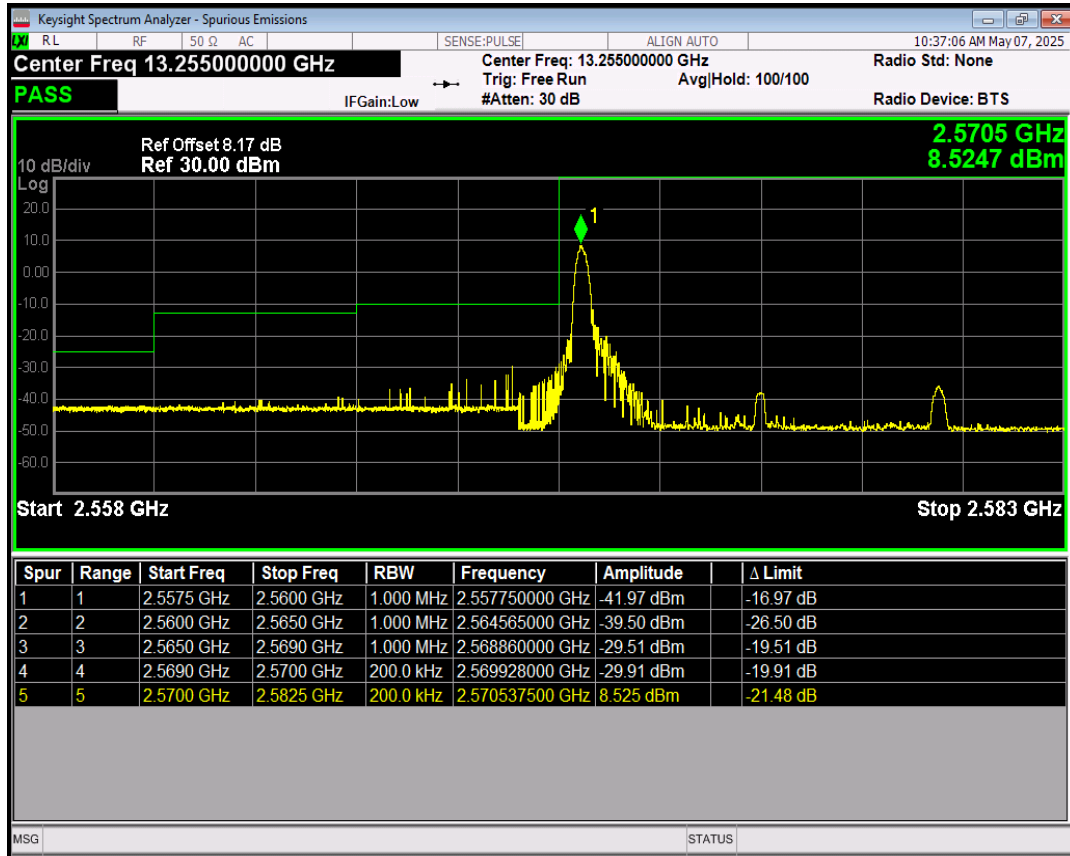 Keysight Spectrum Analyzer - Spurious Emissions
LXI RL RF 50 Ω AC SENSE:PULSE ALIGN AUTO 10:37:06 AM May 07, 2025
Center Freq 13.255000000 GHz Center Freq: 13.255000000 GHz Radio Std: None
Trig: Free Run Avg|Hold: 100/100
PASS IFGain:Low #Atten: 30 dB Radio Device: BTS
2.5705 GHz
Ref Offset 8.17 dB
10 dB/div Ref 30.00 dBm 8.5247 dBm
Log
20.0
1
10.0
0.00
-10.0
-20.0
-30.0
-40.0
-50.0
-60.0
Start 2.558 GHz Stop 2.583 GHz
Spur Range Start Freq Stop Freq RBW Frequency Amplitude Δ Limit
1 1 2.5575 GHz 2.5600 GHz 1.000 MHz 2.557750000 GHz -41.97 dBm -16.97 dB
2 2 2.5600 GHz 2.5650 GHz 1.000 MHz 2.564565000 GHz -39.50 dBm -26.50 dB
3 3 2.5650 GHz 2.5690 GHz 1.000 MHz 2.568860000 GHz -29.51 dBm -19.51 dB
4 4 2.5690 GHz 2.5700 GHz 200.0 kHz 2.569928000 GHz -29.91 dBm -19.91 dB
5 5 2.5700 GHz 2.5825 GHz 200.0 kHz 2.570537500 GHz 8.525 dBm -21.48 dB
MSG STATUS